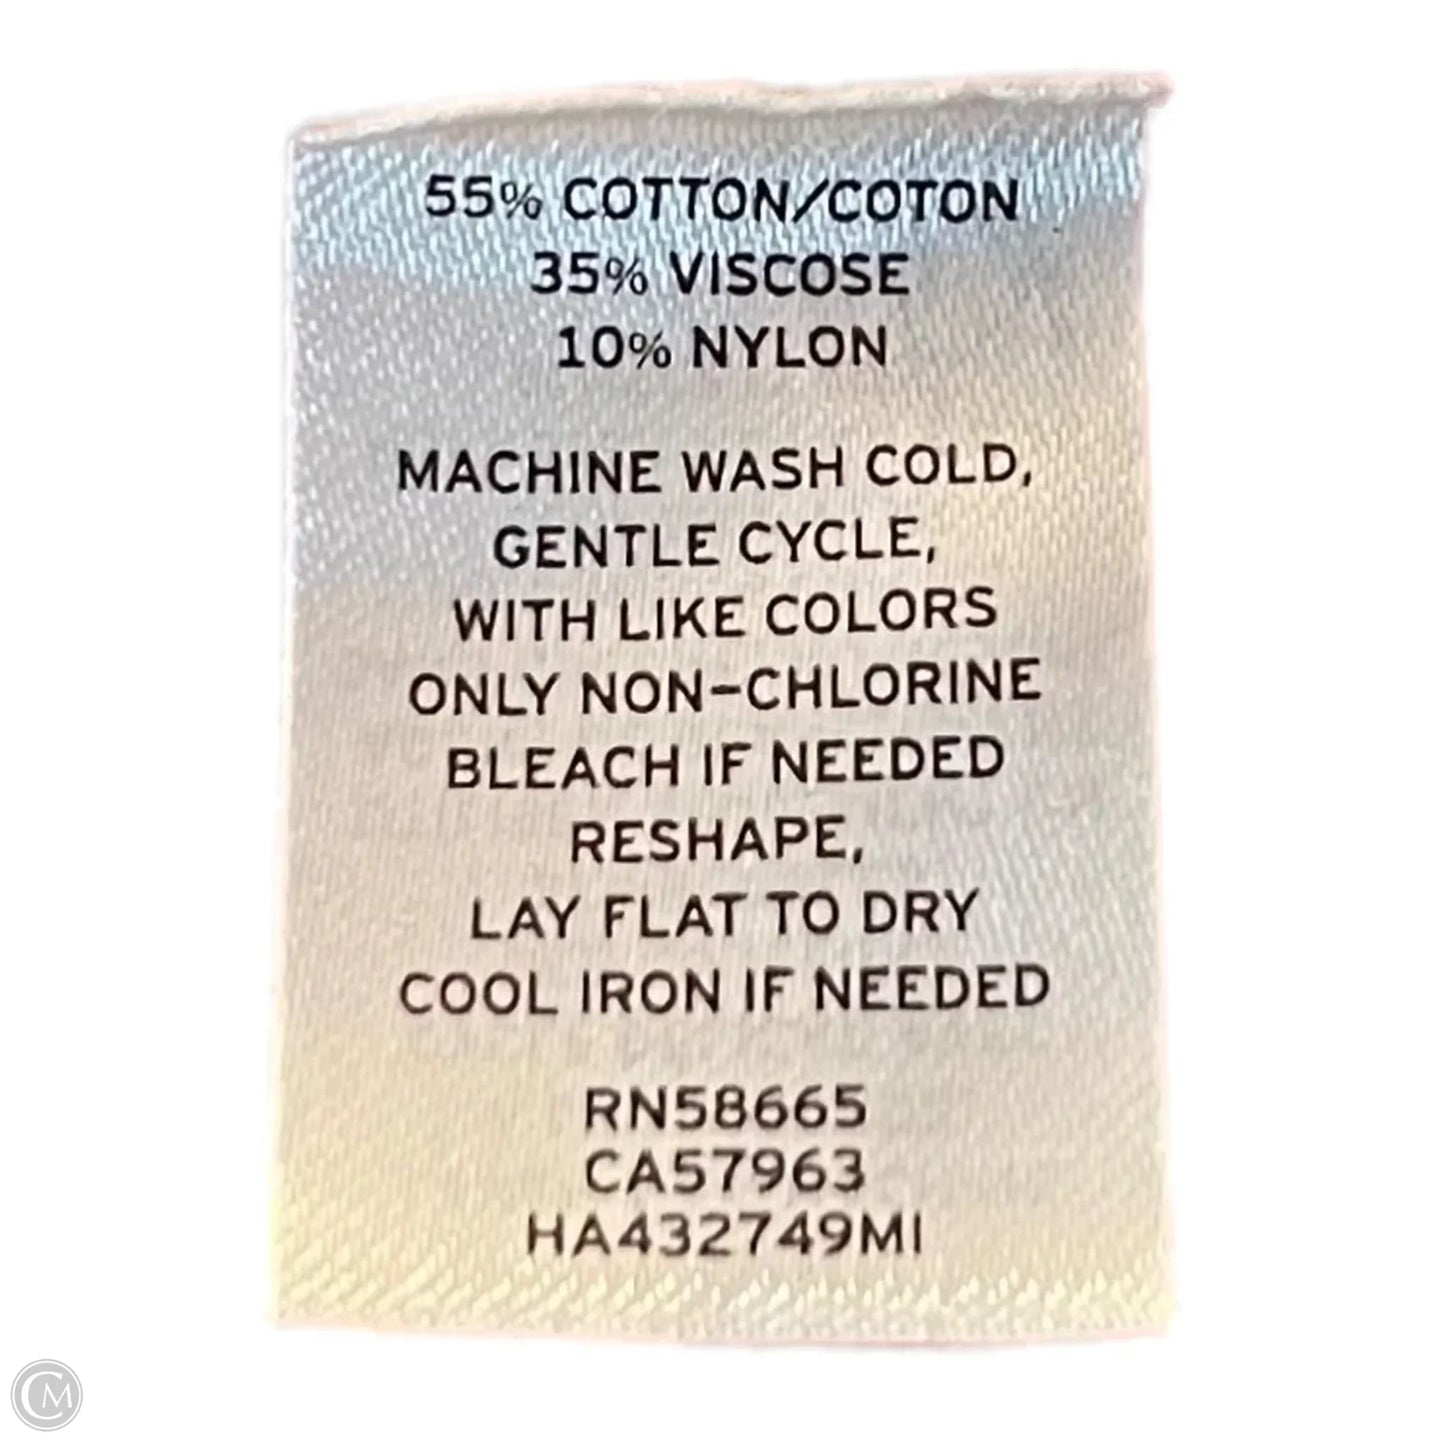 55% COTTON/COTON
35% VISCOSE
10% NYLON
MACHINE WASH COLD,
GENTLE CYCLE,
WITH LIKE COLORS
ONLY NON-CHLORINE
BLEACH IF NEEDED
RESHAPE,
LAY FLAT TO DRY
COOL IRON IF NEEDED
RN58665
CA57963
HA432749MI
CM